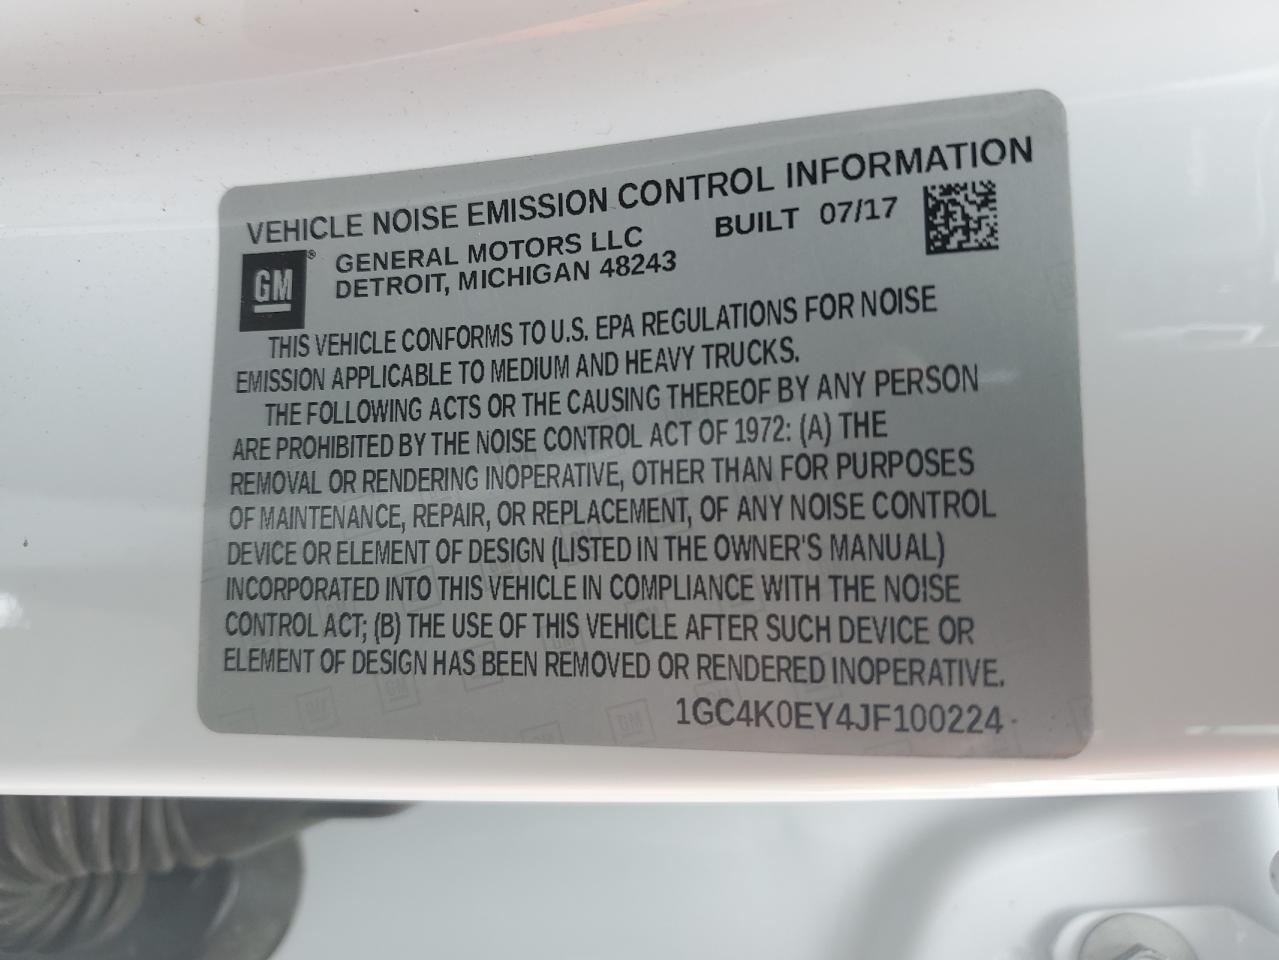 VEHICLE NOISE EMISSION CONTROL INFORMATION
GM® GENERAL MOTORS LLC BUILT 07/17
DETROIT, MICHIGAN 48243
THIS VEHICLE CONFORMS TO U.S. EPA REGULATIONS FOR NOISE
EMISSION APPLICABLE TO MEDIUM AND HEAVY TRUCKS.
THE FOLLOWING ACTS OR THE CAUSING THEREOF BY ANY PERSON
ARE PROHIBITED BY THE NOISE CONTROL ACT OF 1972: (A) THE
REMOVAL OR RENDERING INOPERATIVE, OTHER THAN FOR PURPOSES
OF MAINTENANCE, REPAIR, OR REPLACEMENT, OF ANY NOISE CONTROL
DEVICE OR ELEMENT OF DESIGN (LISTED IN THE OWNER'S MANUAL)
INCORPORATED INTO THIS VEHICLE IN COMPLIANCE WITH THE NOISE
CONTROL ACT; (B) THE USE OF THIS VEHICLE AFTER SUCH DEVICE OR
ELEMENT OF DESIGN HAS BEEN REMOVED OR RENDERED INOPERATIVE.
1GC4K0EY4JF100224